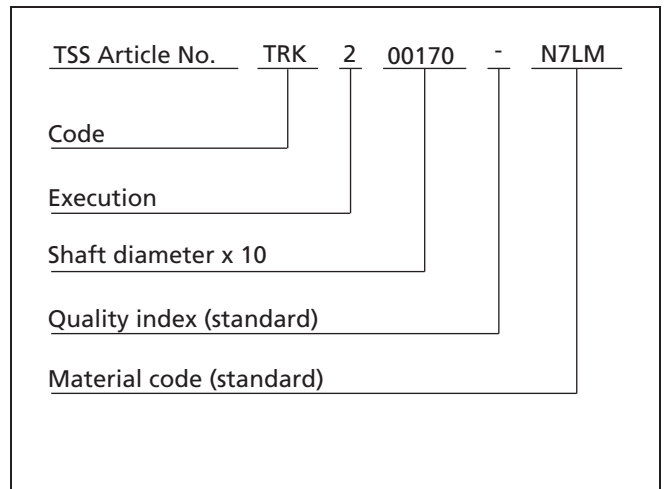 TSS Article No. TRK 2 00170 - N7LM
Code
Execution
Shaft diameter x 10
Quality index (standard)
Material code (standard)